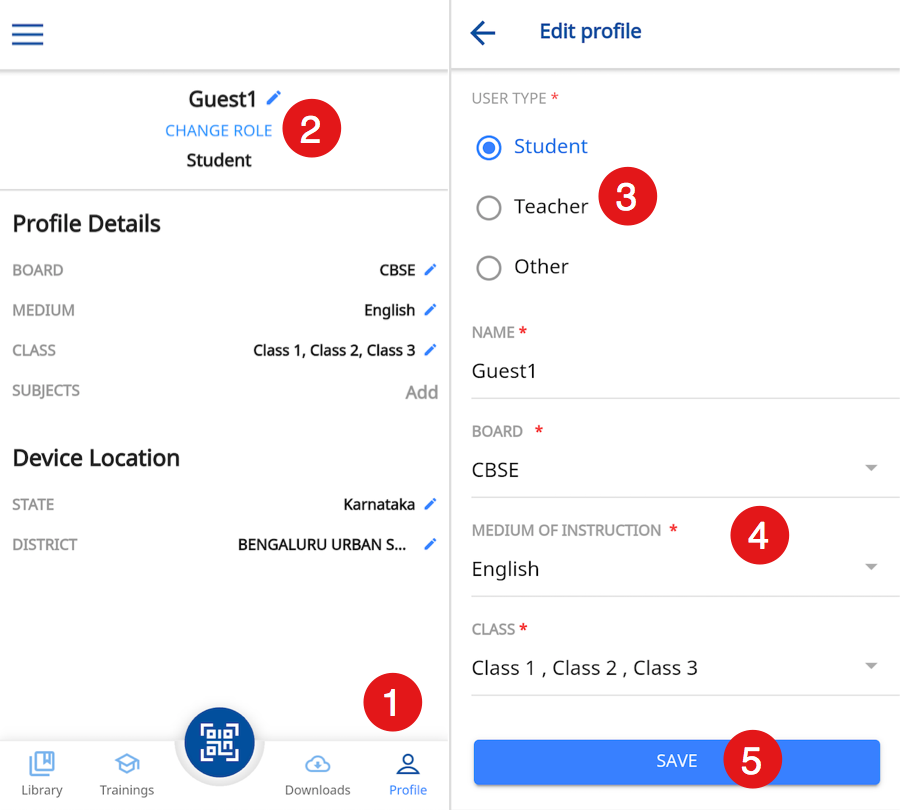 Guest1
CHANGE ROLE
2
Student
Profile Details
BOARD CBSE
MEDIUM English
CLASS Class 1, Class 2, Class 3
SUBJECTS Add
Device Location
STATE Karnataka
DISTRICT BENGALURU URBAN S...
1
Library Trainings Downloads Profile
Edit profile
USER TYPE *
Student
Teacher
3
Other
NAME *
Guest1
BOARD *
CBSE
MEDIUM OF INSTRUCTION *
4
English
CLASS *
Class 1 , Class 2 , Class 3
SAVE
5